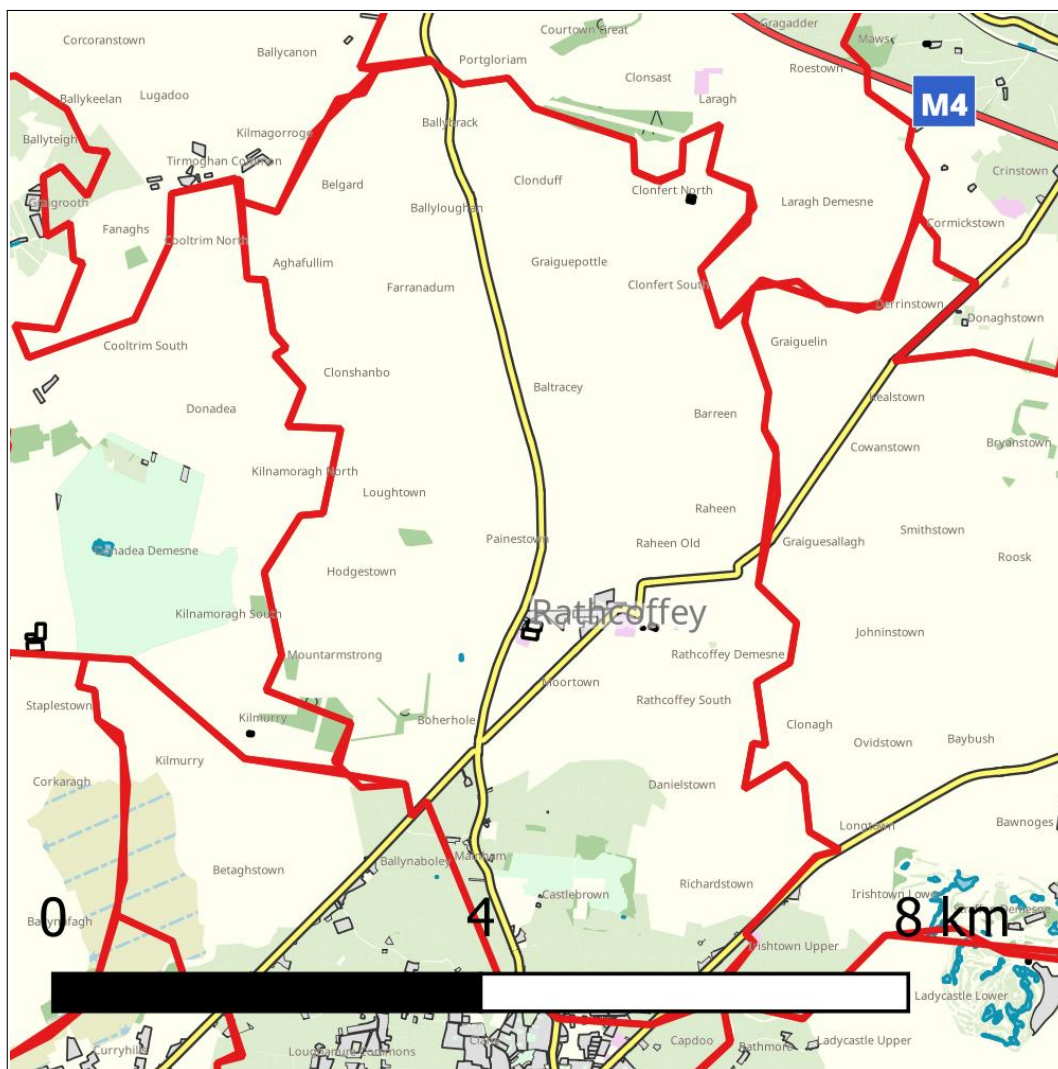 Gragadder
Courtown Great
Corcoranstown
Maws
Ballycanon
Portgloriam
Roestown
Clonsast
Lugadoo
Ballykeelan
Laragh
M4
Ballybrack
Kilmagorroge
Ballyteigh
Tirmoghan Common
Crinstown
Clonduff
Belgard
Clonfert North
Graigrooth
Laragh Demesne
Ballyloughan
Cormickstown
Fanaghs
Cooltrim North
Aghafullim
Graiguepottle
Clonfert South
Farranadum
Derrinstown
Donaghstown
Graiguelin
Cooltrim South
Clonshanbo
Baltracey
Kealstown
Donadea
Barreen
Bryanstown
Cowanstown
Kilnamoragh North
Loughtown
Raheen
Smithstown
Painestown
Raheen Old
Graiguesallagh
Donadea Demesne
Roosk
Hodgestown
Rathcoffey
Kilnamoragh South
Johninstown
Mountarmstrong
Rathcoffey Demesne
Moortown
Rathcoffey South
Staplestown
Kilmurry
Boherhole
Clonagh
Baybush
Ovidstown
Kilmurry
Corkaragh
Danielstown
Longtown
Bawnoges
Ballynaboley
Betaghstown
Richardstown
Castlebrown
Irishtown Lower
0
4
8 km
Irishtown Upper
Ladycastle Lower
Capdoo
Ladycastle Upper
Rathmore
Curryhills
Loughanure Commons